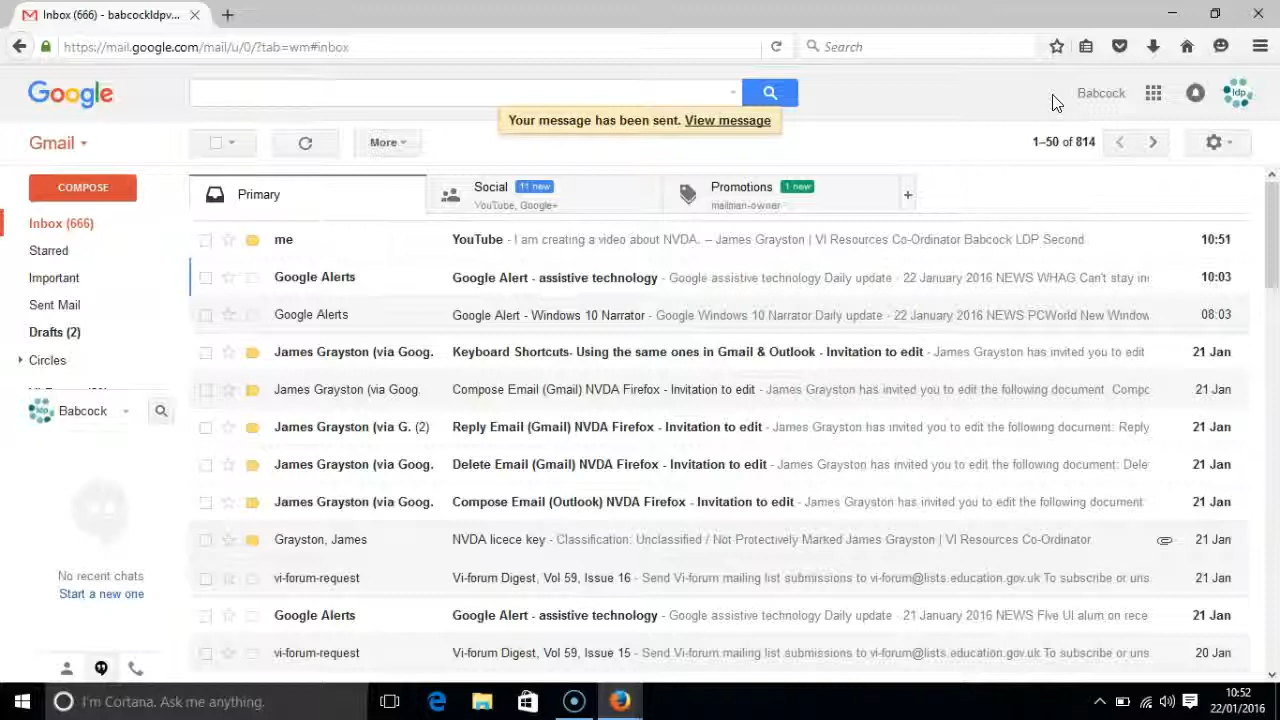 Inbox (666) - babcockldpv...
https://mail.google.com/mail/u/0/?tab=wm#inbox
Search
Google
Babcock
ldp
Your message has been sent. View message
Gmail
More
1–50 of 814
COMPOSE
Primary
Social 11 new
YouTube, Google+
Promotions 1 new
mailman-owner
Inbox (666)
Starred
Important
Sent Mail
Drafts (2)
Circles
Babcock
No recent chats
Start a new one
me YouTube - I am creating a video about NVDA. -- James Grayston | VI Resources Co-Ordinator Babcock LDP Second 10:51
Google Alerts Google Alert - assistive technology - Google assistive technology Daily update ⋅ 22 January 2016 NEWS WHAG Can't stay in 10:03
Google Alerts Google Alert - Windows 10 Narrator - Google Windows 10 Narrator Daily update ⋅ 22 January 2016 NEWS PCWorld New Window 08:03
James Grayston (via Goog. Keyboard Shortcuts- Using the same ones in Gmail & Outlook - Invitation to edit - James Grayston has invited you to edit 21 Jan
James Grayston (via Goog. Compose Email (Gmail) NVDA Firefox - Invitation to edit - James Grayston has invited you to edit the following document: Compo 21 Jan
James Grayston (via G. (2) Reply Email (Gmail) NVDA Firefox - Invitation to edit - James Grayston has invited you to edit the following document: Reply 21 Jan
James Grayston (via Goog. Delete Email (Gmail) NVDA Firefox - Invitation to edit - James Grayston has invited you to edit the following document: Dele 21 Jan
James Grayston (via Goog. Compose Email (Outlook) NVDA Firefox - Invitation to edit - James Grayston has invited you to edit the following document: 21 Jan
Grayston, James NVDA licece key - Classification: Unclassified / Not Protectively Marked James Grayston | VI Resources Co-Ordinator 21 Jan
vi-forum-request Vi-forum Digest, Vol 59, Issue 16 - Send Vi-forum mailing list submissions to vi-forum@lists.education.gov.uk To subscribe or uns 21 Jan
Google Alerts Google Alert - assistive technology - Google assistive technology Daily update ⋅ 21 January 2016 NEWS Five UI alum on rece 21 Jan
vi-forum-request Vi-forum Digest, Vol 59, Issue 15 - Send Vi-forum mailing list submissions to vi-forum@lists.education.gov.uk To subscribe or uns 20 Jan
I'm Cortana. Ask me anything.
10:52
22/01/2016